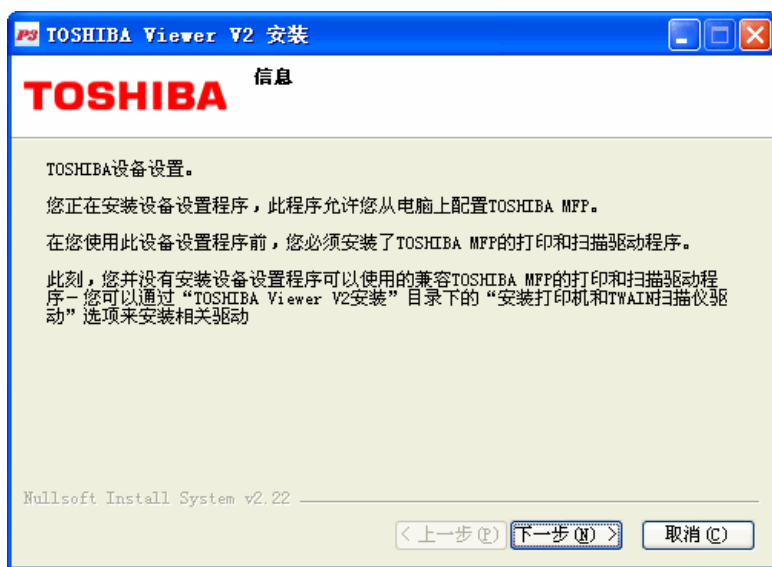 P3 TOSHIBA Viewer V2 安装
TOSHIBA
信息
TOSHIBA设备设置。
您正在安装设备设置程序，此程序允许您从电脑上配置TOSHIBA MFP。
在您使用此设备设置程序前，您必须安装了TOSHIBA MFP的打印和扫描驱动程序。
此刻，您并没有安装设备设置程序可以使用的兼容TOSHIBA MFP的打印和扫描驱动程
序－您可以通过“TOSHIBA Viewer V2安装”目录下的“安装打印机和TWAIN扫描仪驱
动”选项来安装相关驱动
Nullsoft Install System v2.22
< 上一步(P) 下一步(N) > 取消(C)